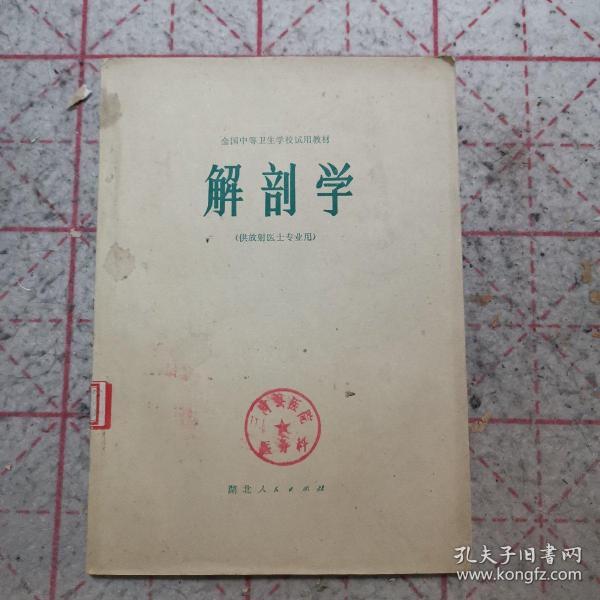 全国中等卫生学校试用教材
解剖学
(供放射医士专业用)
医院
湖北人民出版社
孔夫子旧书网
www.kongfz.com